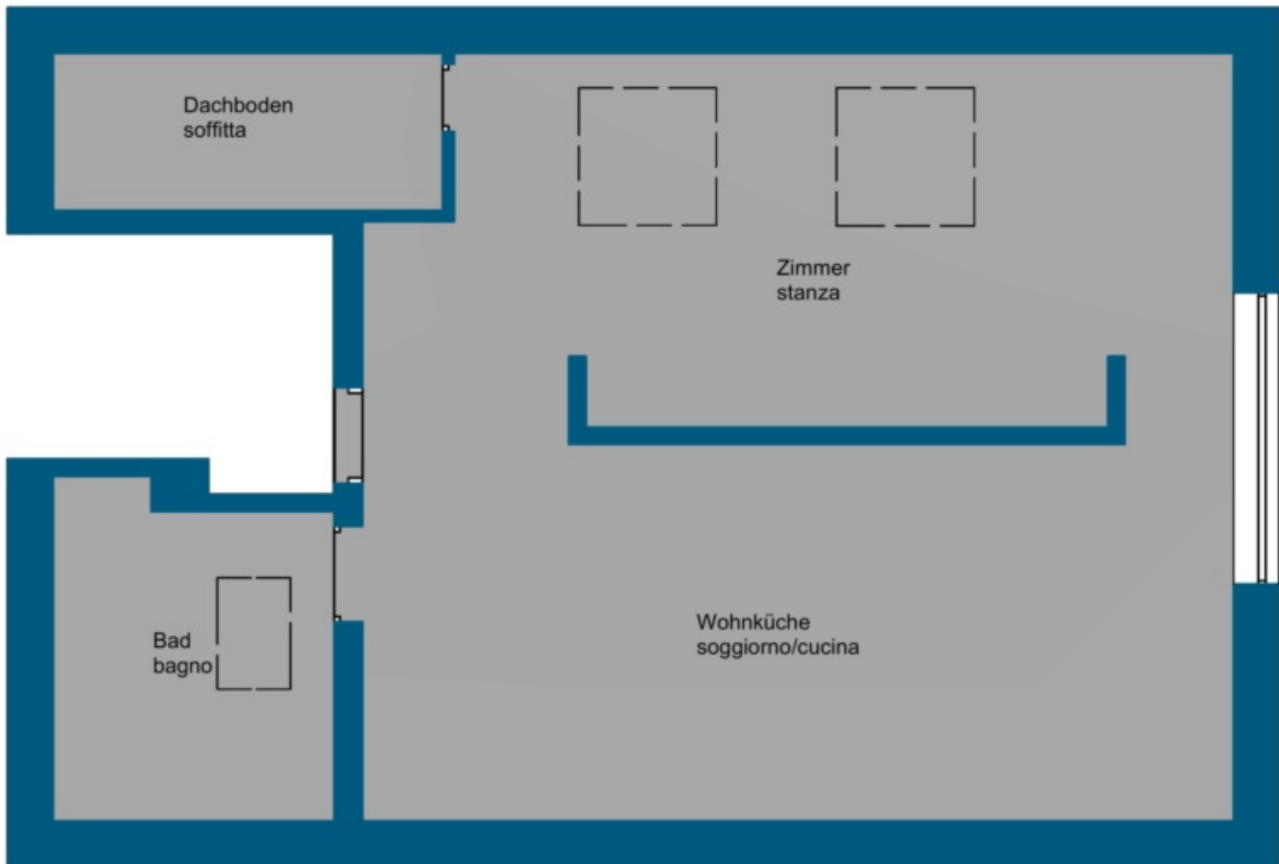 Dachboden
soffitta
Zimmer
stanza
Wohnküche
soggiorno/cucina
Bad
bagno